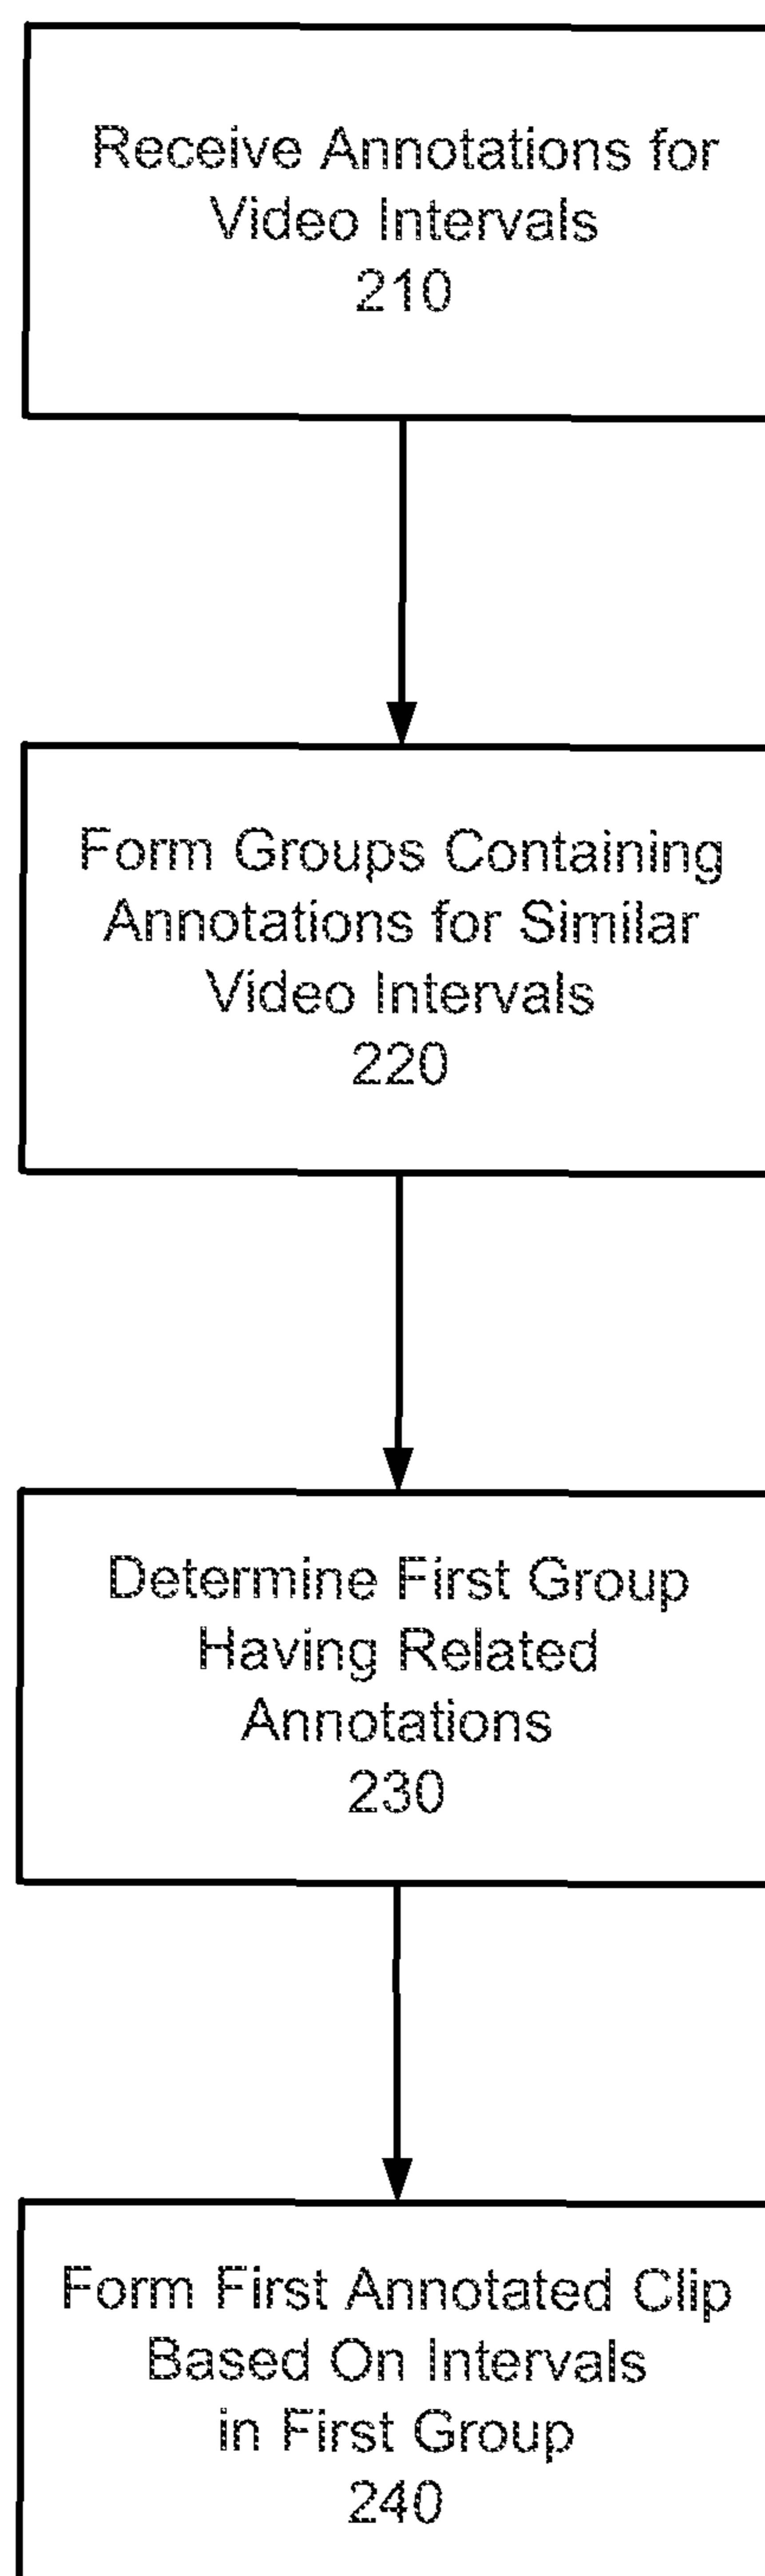 Receive Annotations for
Video Intervals
210
Form Groups Containing
Annotations for Similar
Video Intervals
220
Determine First Group
Having Related
Annotations
230
Form First Annotated Clip
Based On Intervals
in First Group
240